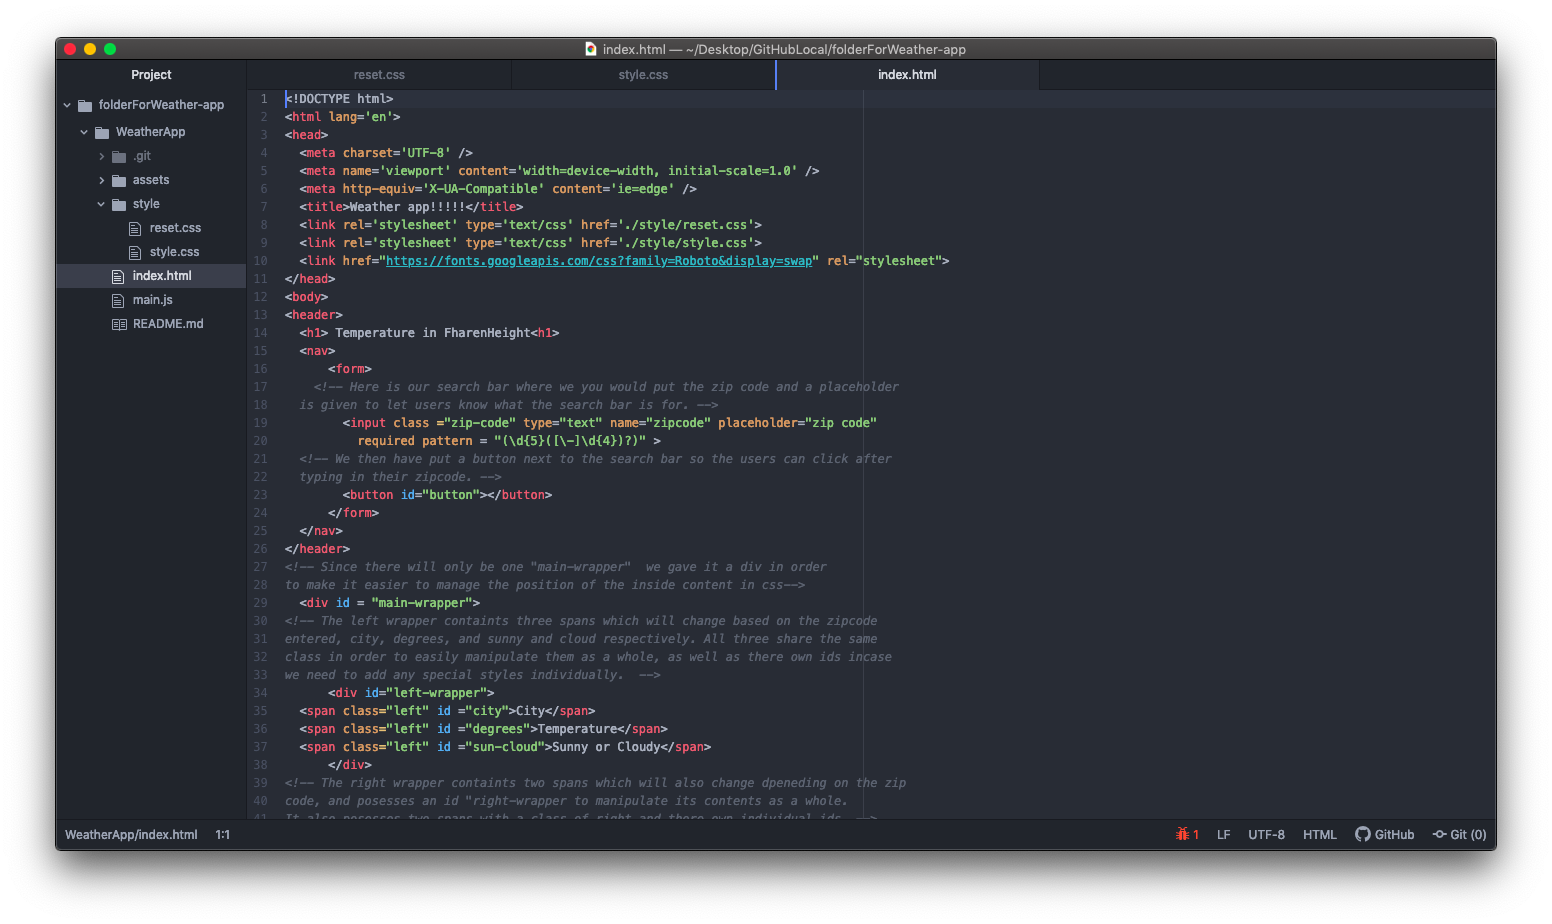 index.html — ~/Desktop/GitHubLocal/folderForWeather-app
Project
reset.css
style.css
index.html
folderForWeather-app
WeatherApp
.git
assets
style
reset.css
style.css
index.html
main.js
README.md
1 <!DOCTYPE html>
2 <html lang='en'>
3 <head>
4 <meta charset='UTF-8' />
5 <meta name='viewport' content='width=device-width, initial-scale=1.0' />
6 <meta http-equiv='X-UA-Compatible' content='ie=edge' />
7 <title>Weather app!!!!!</title>
8 <link rel='stylesheet' type='text/css' href='./style/reset.css'>
9 <link rel='stylesheet' type='text/css' href='./style/style.css'>
10 <link href="https://fonts.googleapis.com/css?family=Roboto&display=swap" rel="stylesheet">
11 </head>
12 <body>
13 <header>
14 <h1> Temperature in FharenHeight<h1>
15 <nav>
16 <form>
17 <!-- Here is our search bar where we you would put the zip code and a placeholder
18 is given to let users know what the search bar is for. -->
19 <input class ="zip-code" type="text" name="zipcode" placeholder="zip code"
20 required pattern = "(\d{5}([\-]\d{4})?)" >
21 <!-- We then have put a button next to the search bar so the users can click after
22 typing in their zipcode. -->
23 <button id="button"></button>
24 </form>
25 </nav>
26 </header>
27 <!-- Since there will only be one "main-wrapper"  we gave it a div in order
28 to make it easier to manage the position of the inside content in css-->
29 <div id = "main-wrapper">
30 <!-- The left wrapper containts three spans which will change based on the zipcode
31 entered, city, degrees, and sunny and cloud respectively. All three share the same
32 class in order to easily manipulate them as a whole, as well as there own ids incase
33 we need to add any special styles individually.  -->
34 <div id="left-wrapper">
35 <span class="left" id ="city">City</span>
36 <span class="left" id ="degrees">Temperature</span>
37 <span class="left" id ="sun-cloud">Sunny or Cloudy</span>
38 </div>
39 <!-- The right wrapper containts two spans which will also change dpeneding on the zip
40 code, and posesses an id "right-wrapper to manipulate its contents as a whole.
41 It also posesses two spans with a class of right and there own individual ids. -->
WeatherApp/index.html 1:1
1 LF UTF-8 HTML GitHub Git (0)